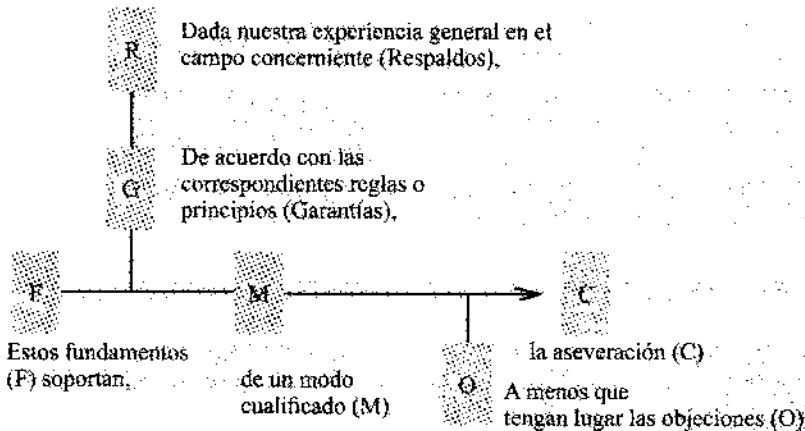 R
Dada nuestra experiencia general en el
campo concerniente (Respaldos),
G
De acuerdo con las
correspondientes reglas o
principios (Garantías),
F
M
C
Estos fundamentos
(F) soportan,
de un modo
cualificado (M)
la aseveración (C)
O
A menos que
tengan lugar las objeciones (O)